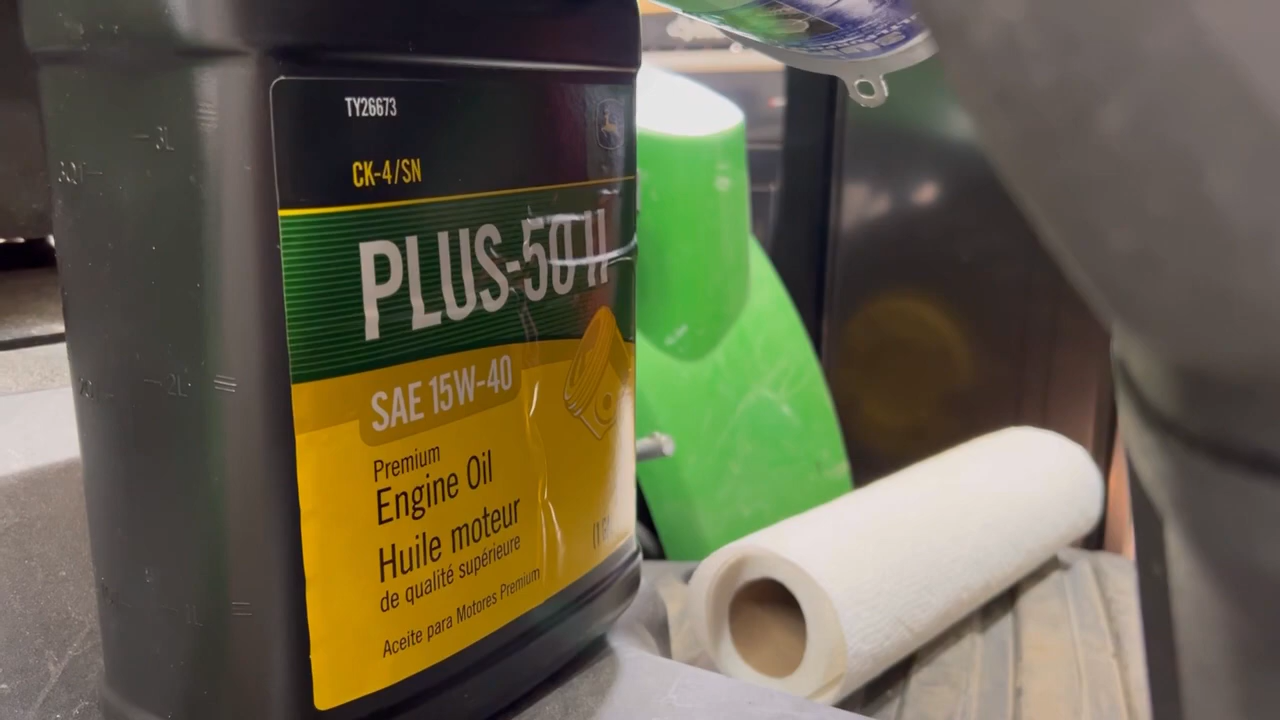 TY26673
CK-4/SN
PLUS-50 II
SAE 15W-40
Premium
Engine Oil
Huile moteur
de qualité supérieure
Aceite para Motores Premium
3L
2L
1L